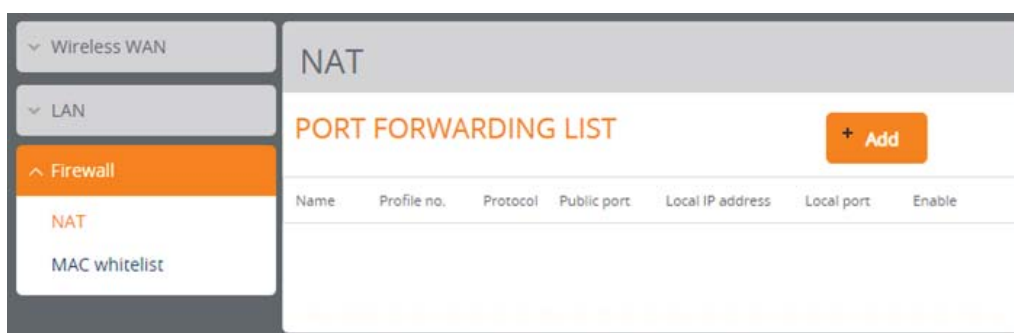 Wireless WAN
LAN
Firewall
NAT
MAC whitelist
NAT
PORT FORWARDING LIST
+ Add
Name Profile no. Protocol Public port Local IP address Local port Enable